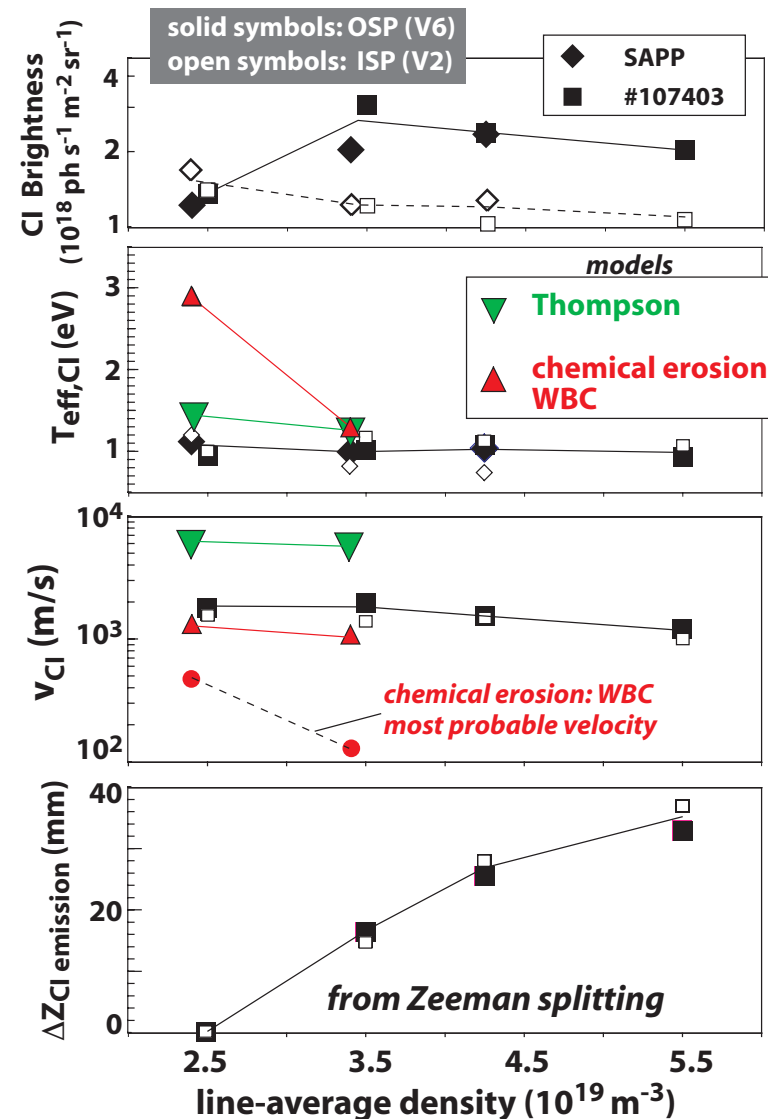 solid symbols: OSP (V6)
open symbols: ISP (V2)
SAPP
#107403
CI Brightness
(10¹⁸ ph s⁻¹ m⁻² sr⁻¹)
4
2
1
models
Thompson
chemical erosion
WBC
T_eff,CI (eV)
3
2
1
v_CI (m/s)
10⁴
10³
10²
chemical erosion: WBC
most probable velocity
ΔZ_CI emission (mm)
40
20
0
from Zeeman splitting
2.5 3.5 4.5 5.5
line-average density (10¹⁹ m⁻³)